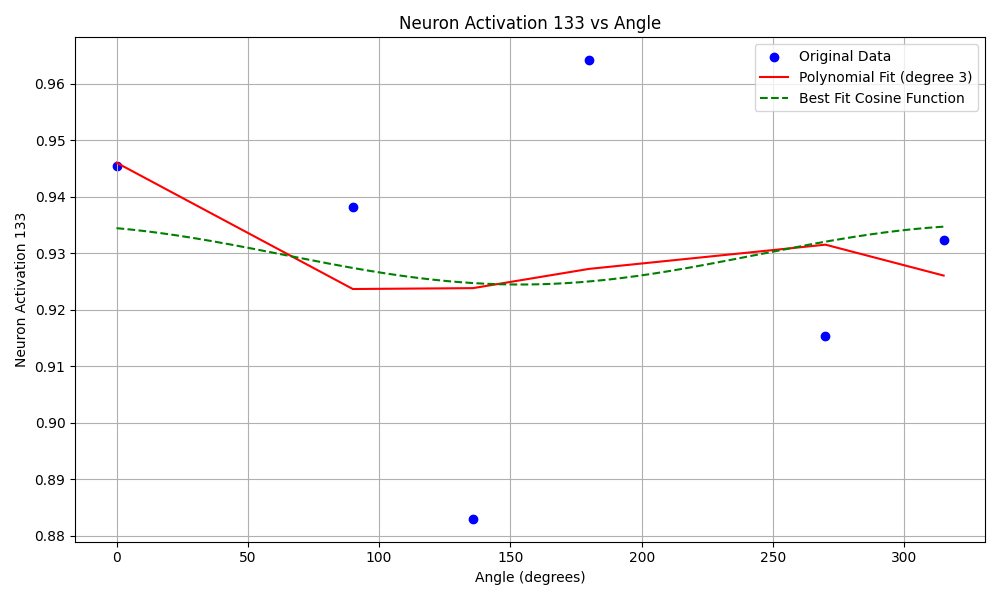 Neuron Activation 133 vs Angle
Original Data
Polynomial Fit (degree 3)
Best Fit Cosine Function
Neuron Activation 133
0.96
0.95
0.94
0.93
0.92
0.91
0.90
0.89
0.88
0
50
100
150
200
250
300
Angle (degrees)